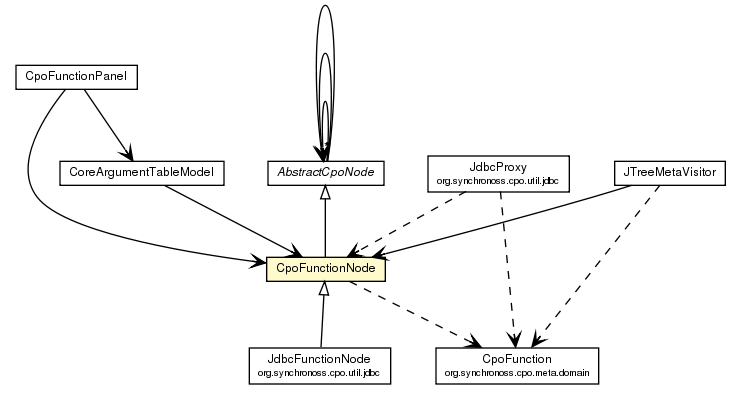 CpoFunctionPanel
CoreArgumentTableModel
AbstractCpoNode
JdbcProxy
org.synchronoss.cpo.util.jdbc
JTreeMetaVisitor
CpoFunctionNode
JdbcFunctionNode
org.synchronoss.cpo.util.jdbc
CpoFunction
org.synchronoss.cpo.meta.domain